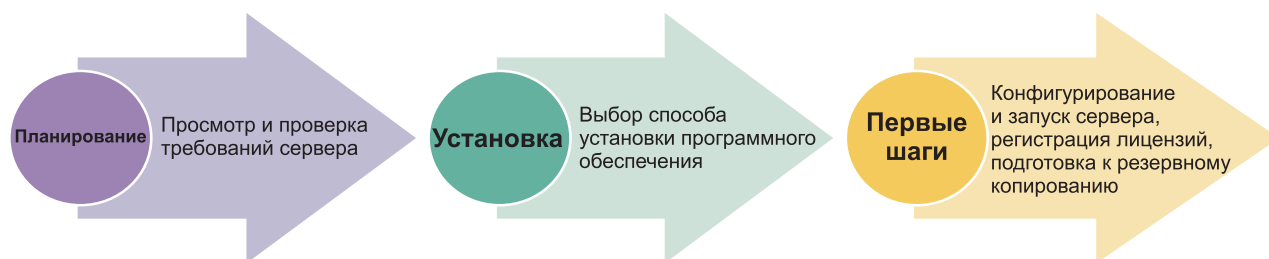 Планирование
Просмотр и проверка
требований сервера
Установка
Выбор способа
установки программного
обеспечения
Первые
шаги
Конфигурирование
и запуск сервера,
регистрация лицензий,
подготовка к резервному
копированию